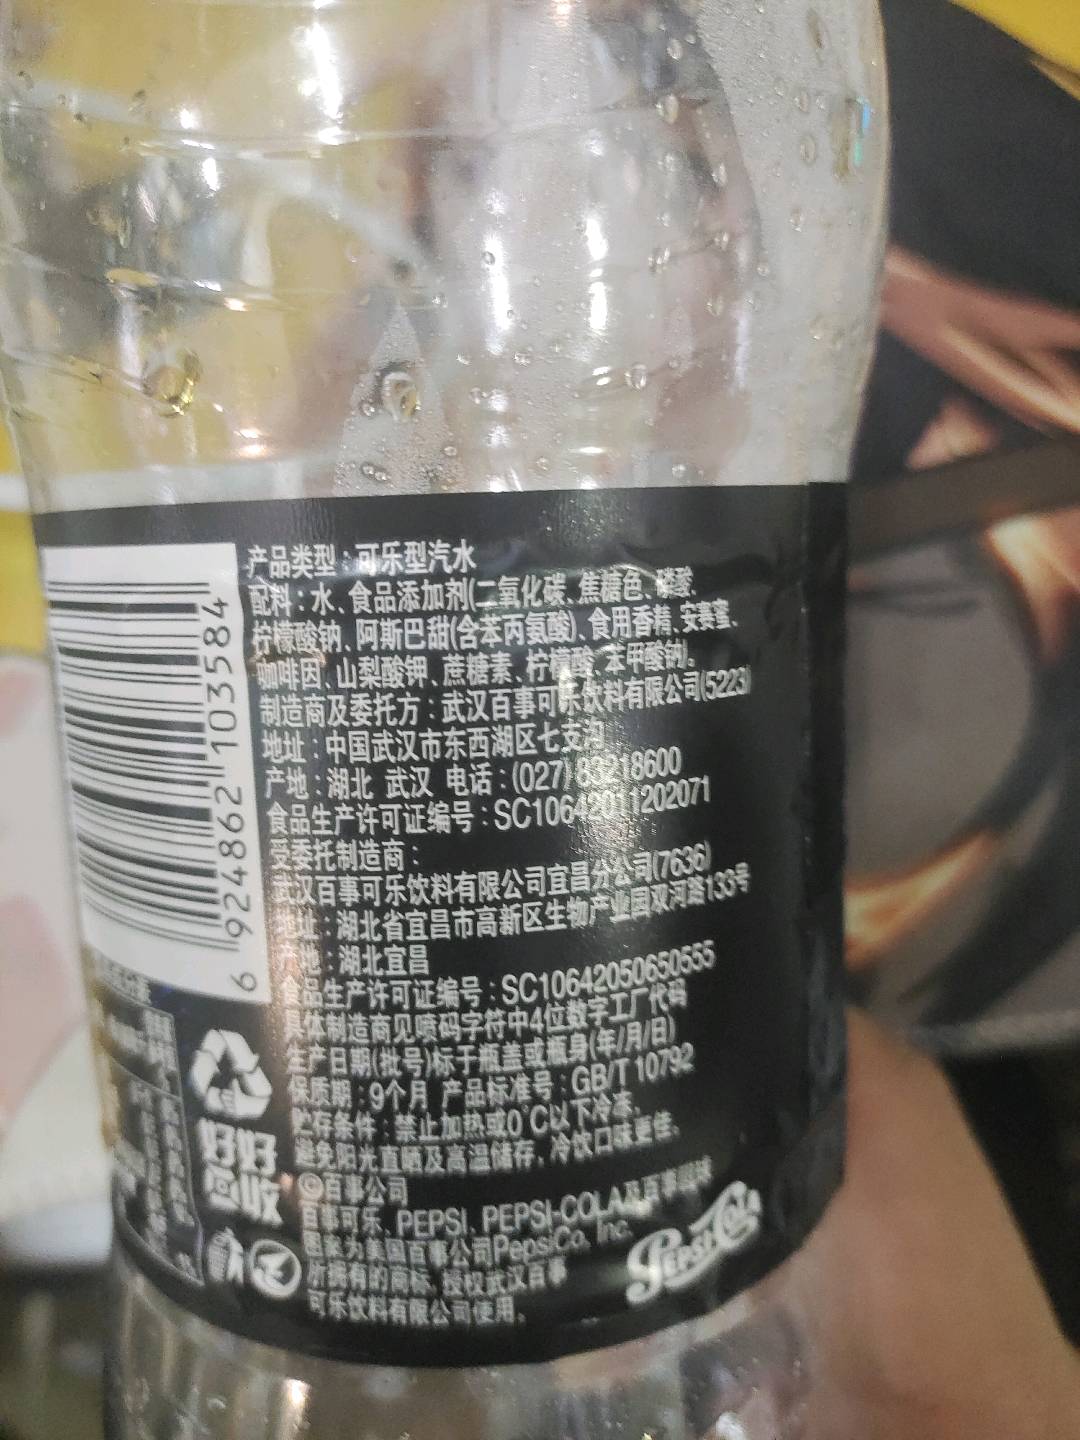 产品类型：可乐型汽水
配料：水、食品添加剂(二氧化碳、焦糖色、磷酸、
柠檬酸钠、阿斯巴甜(含苯丙氨酸)、食用香精、安赛蜜、
咖啡因、山梨酸钾、蔗糖素、柠檬酸、苯甲酸钠)。
制造商及委托方：武汉百事可乐饮料有限公司(5223)
地址：中国武汉市东西湖区七支沟
产地：湖北 武汉 电话：(027)83218600
食品生产许可证编号：SC10642011202071
受委托制造商：
武汉百事可乐饮料有限公司宜昌分公司(7636)
地址：湖北省宜昌市高新区生物产业园双河路133号
产地：湖北宜昌
食品生产许可证编号：SC10642050650555
具体制造商见喷码字符中4位数字工厂代码
生产日期(批号)标于瓶盖或瓶身(年/月/日)
保质期：9个月 产品标准号：GB/T 10792
贮存条件：禁止加热或0℃以下冷冻，
避免阳光直晒及高温储存，冷饮口味更佳。
©百事公司
百事可乐、PEPSI、PEPSI-COLA及百事圆球
图案为美国百事公司PepsiCo, Inc.
所拥有的商标，授权武汉百事
可乐饮料有限公司使用。
PEPSI-Cola
好好
回收
6 924862 103584